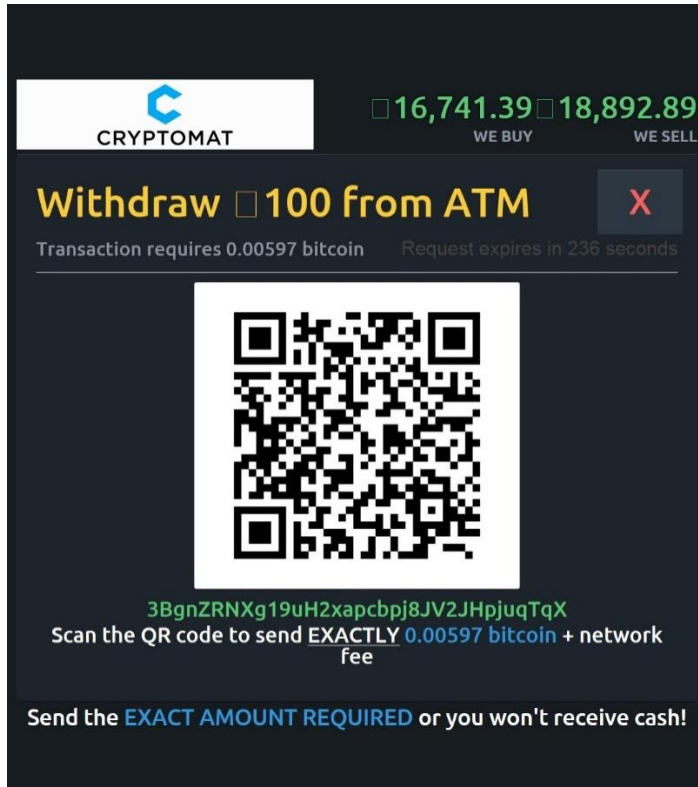 CRYPTOMAT
□16,741.39 □18,892.89
WE BUY WE SELL
Withdraw □100 from ATM X
Transaction requires 0.00597 bitcoin Request expires in 236 seconds
3BgnZRNXg19uH2xapcbpj8JV2JHpjuqTqX
Scan the QR code to send EXACTLY 0.00597 bitcoin + network
fee
Send the EXACT AMOUNT REQUIRED or you won't receive cash!